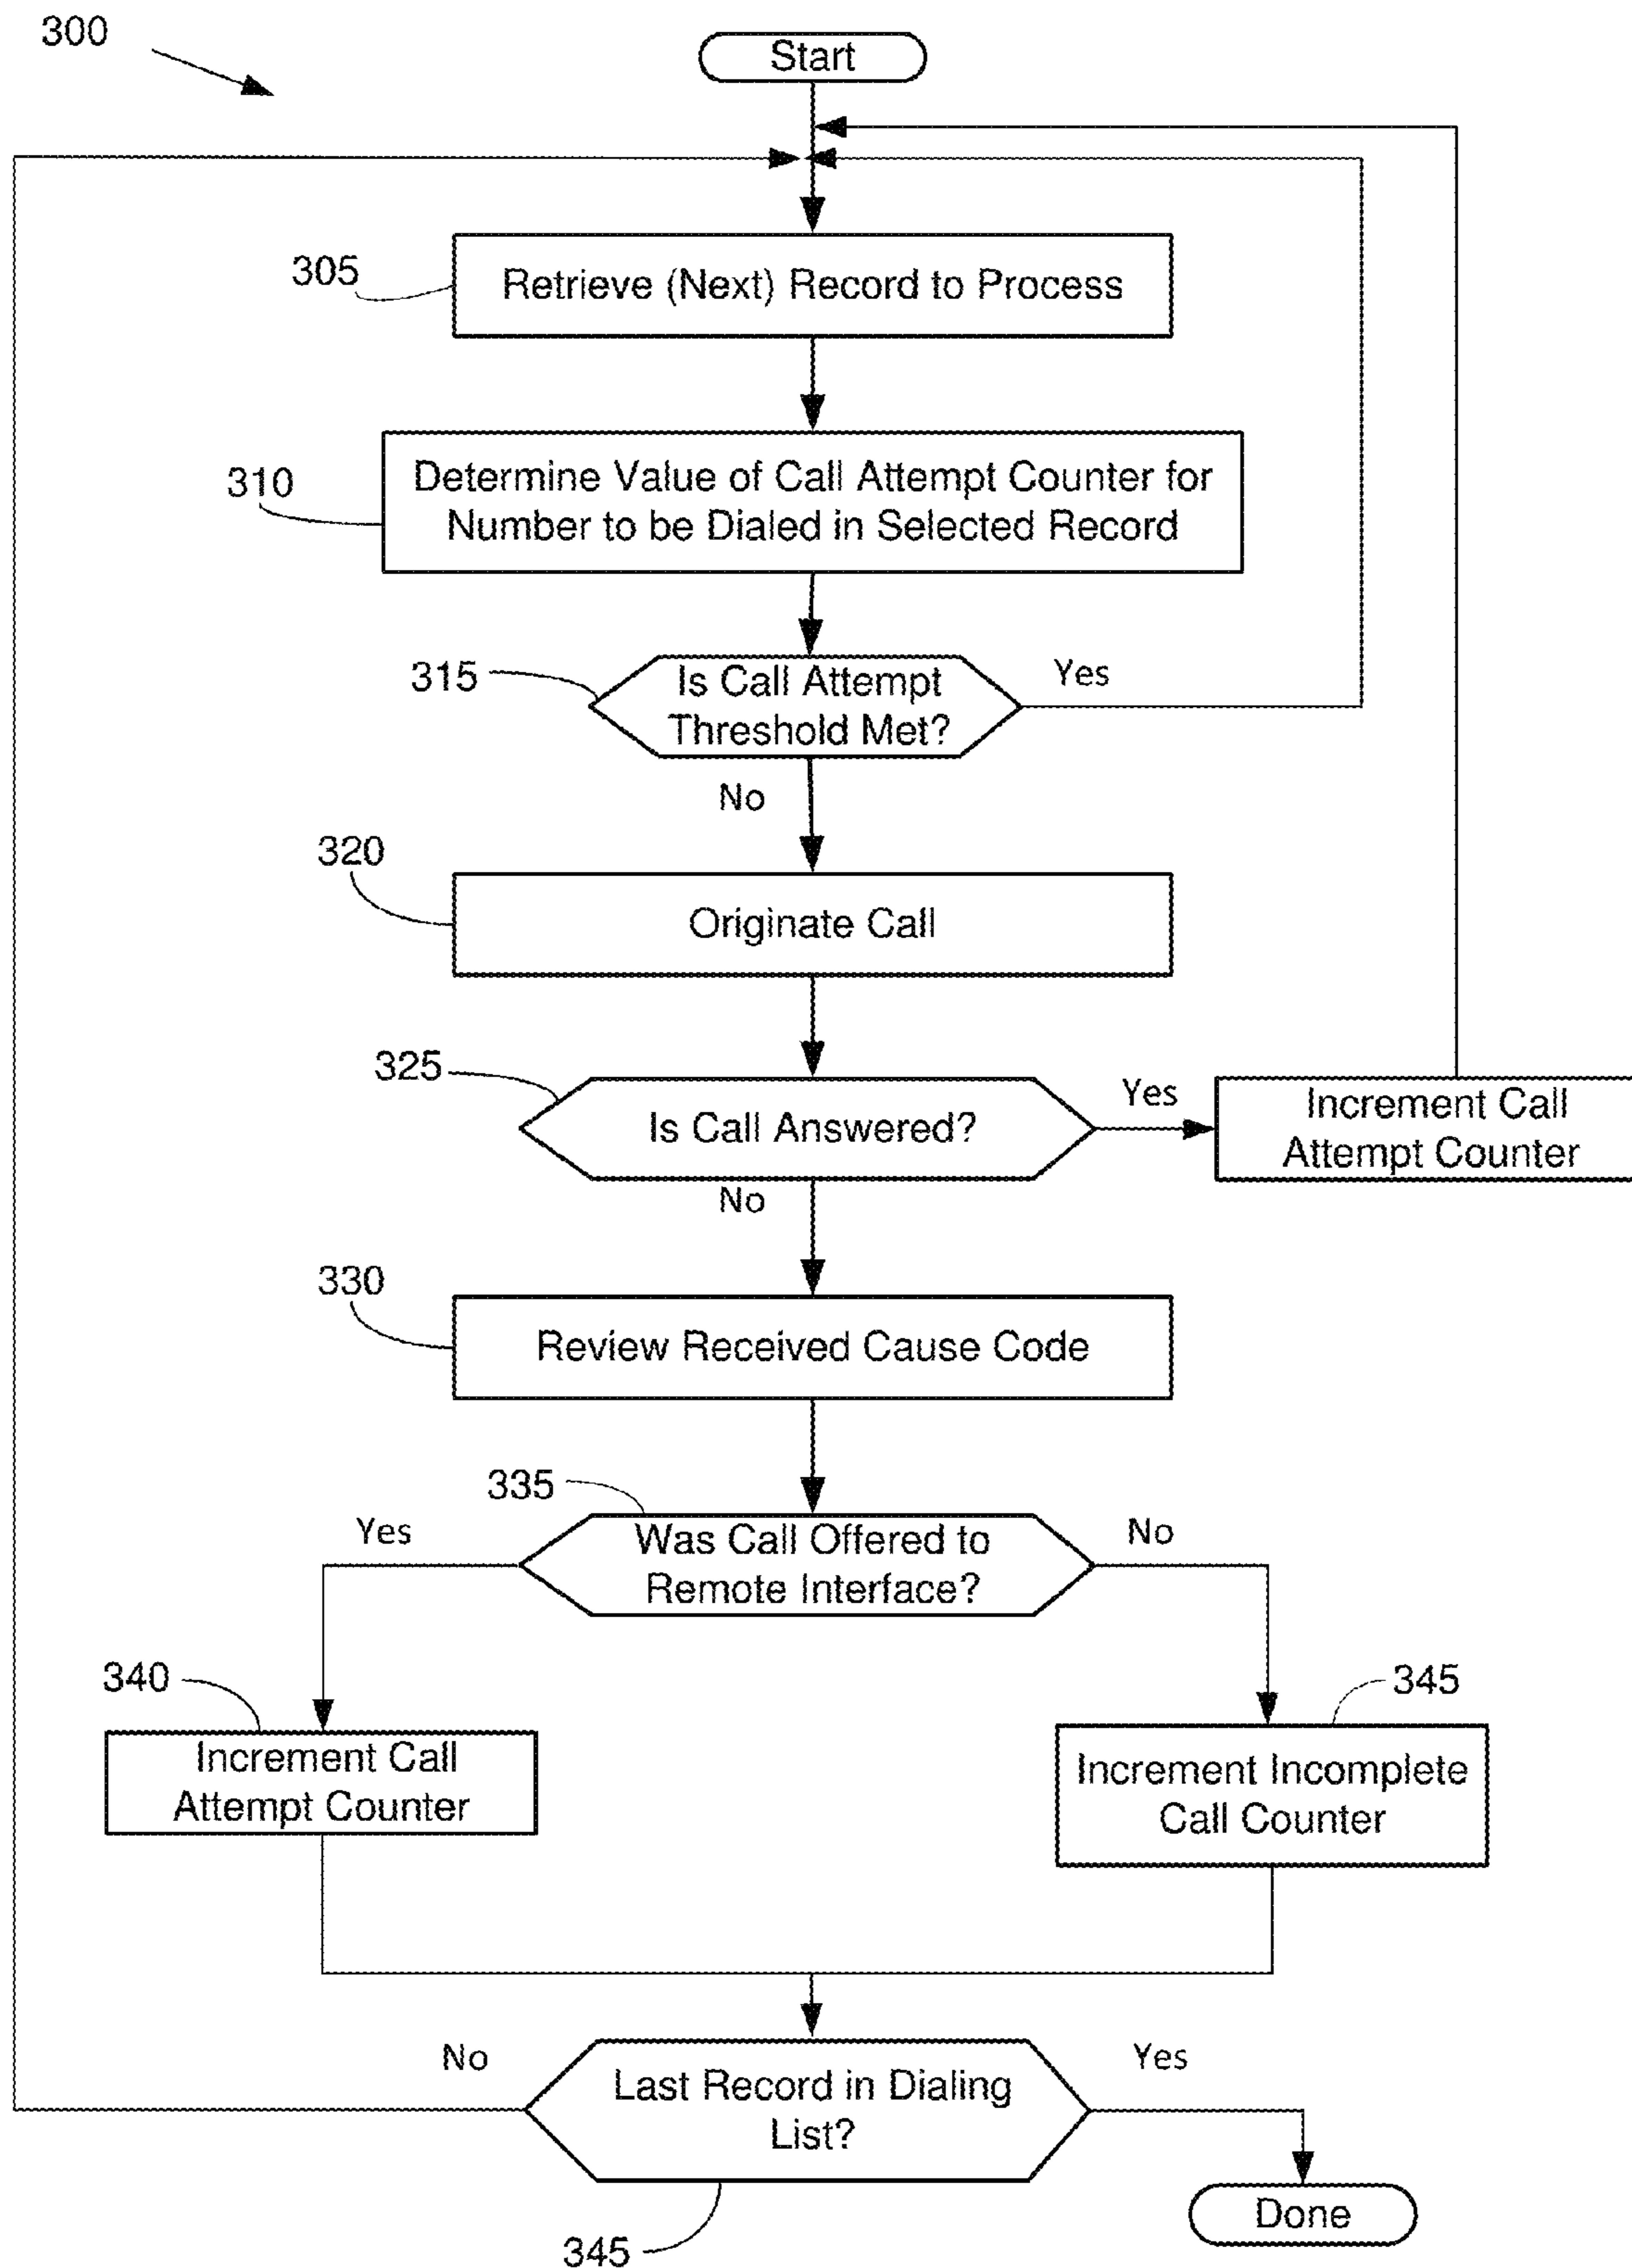 300
Start
305
Retrieve (Next) Record to Process
310
Determine Value of Call Attempt Counter for
Number to be Dialed in Selected Record
315
Is Call Attempt
Threshold Met?
Yes
No
320
Originate Call
325
Is Call Answered?
Yes
Increment Call
Attempt Counter
No
330
Review Received Cause Code
335
Was Call Offered to
Remote Interface?
Yes
No
340
Increment Call
Attempt Counter
345
Increment Incomplete
Call Counter
No
Last Record in Dialing
List?
Yes
345
Done